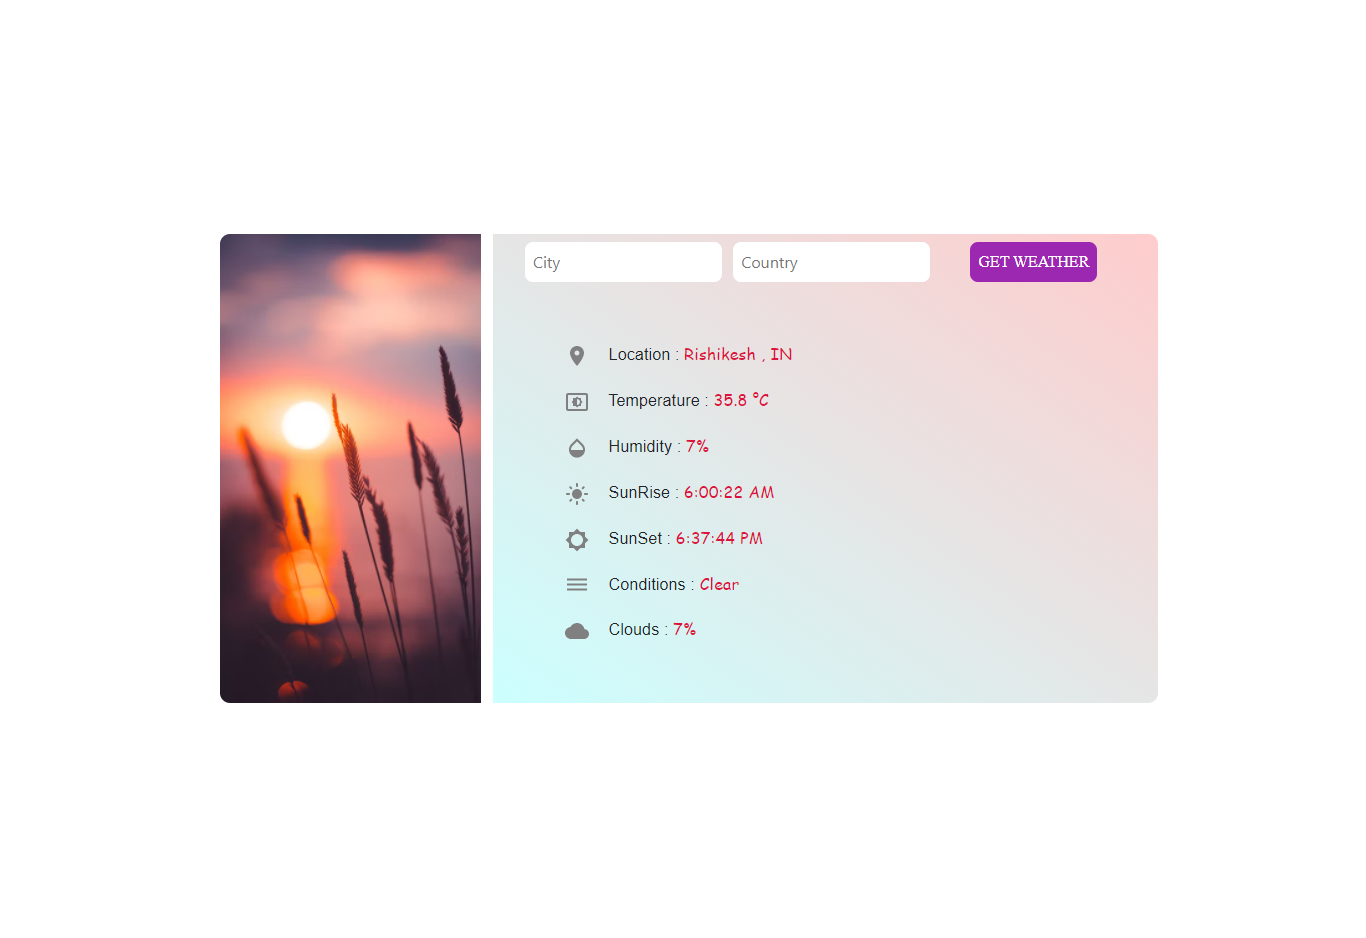 City Country GET WEATHER
Location : Rishikesh , IN
Temperature : 35.8 °C
Humidity : 7%
SunRise : 6:00:22 AM
SunSet : 6:37:44 PM
Conditions : Clear
Clouds : 7%